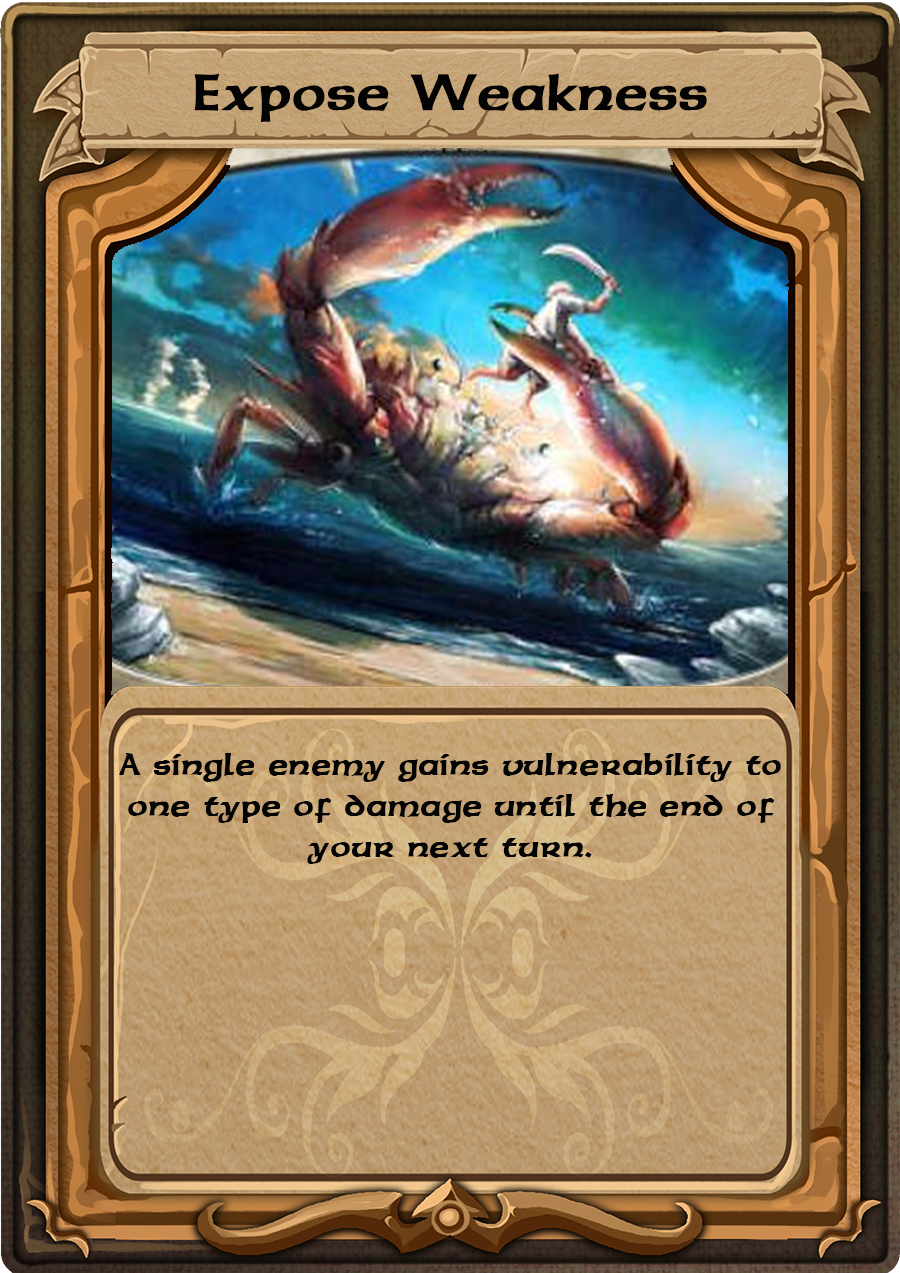 Expose Weakness
A single enemy gains vulnerability to
one type of damage until the end of
your next turn.